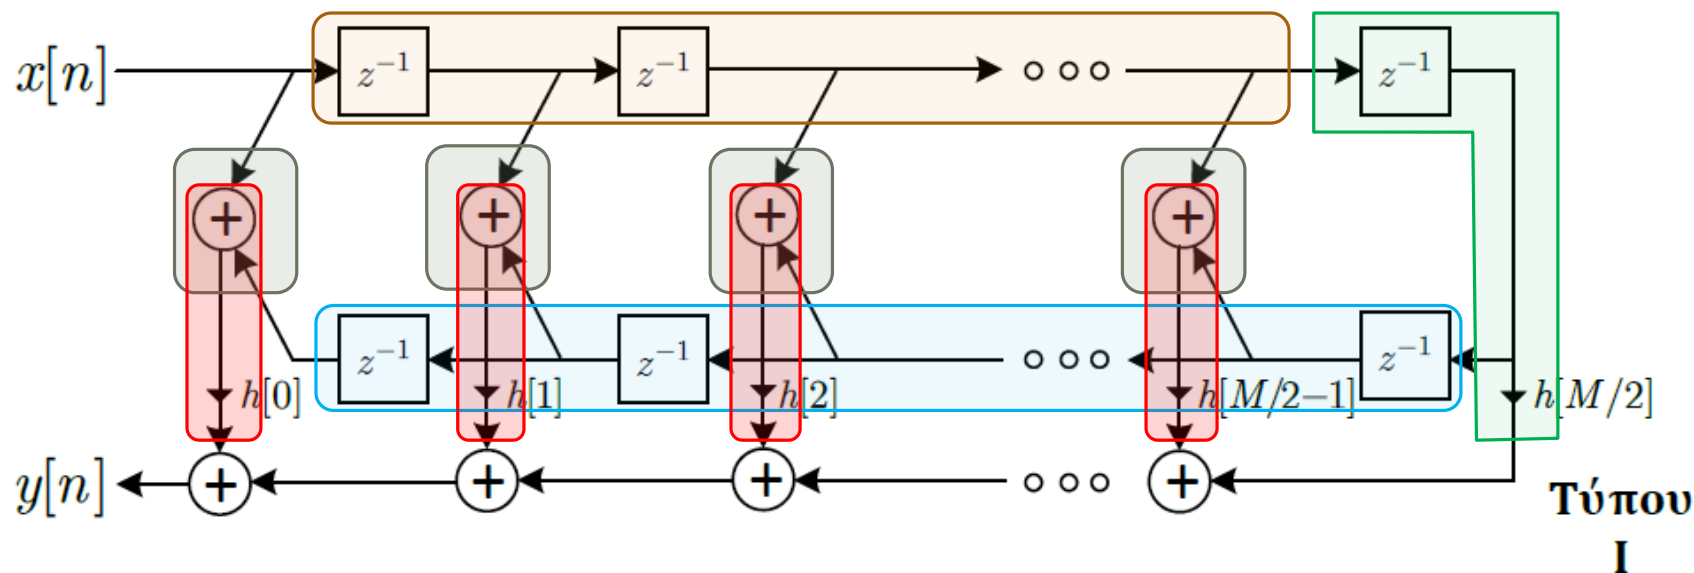 x[n] z⁻¹ z⁻¹ z⁻¹
+ + + +
z⁻¹ z⁻¹ z⁻¹
h[0] h[1] h[2] h[M/2−1] h[M/2]
y[n] + + + +
Τύπου
I